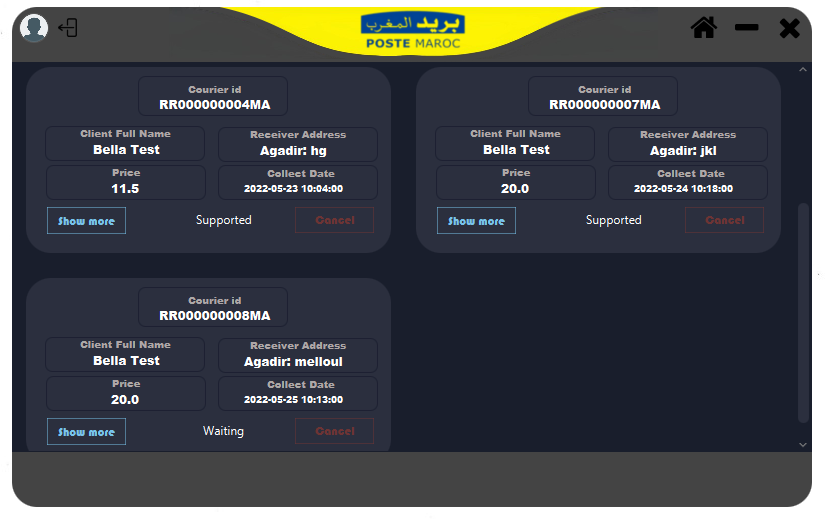 بريد المغرب
POSTE MAROC
Courier id
RR000000004MA
Client Full Name
Bella Test
Receiver Address
Agadir: hg
Price
11.5
Collect Date
2022-05-23 10:04:00
Show more
Supported
Cancel
Courier id
RR000000007MA
Client Full Name
Bella Test
Receiver Address
Agadir: jkl
Price
20.0
Collect Date
2022-05-24 10:18:00
Show more
Supported
Cancel
Courier id
RR000000008MA
Client Full Name
Bella Test
Receiver Address
Agadir: melloul
Price
20.0
Collect Date
2022-05-25 10:13:00
Show more
Waiting
Cancel